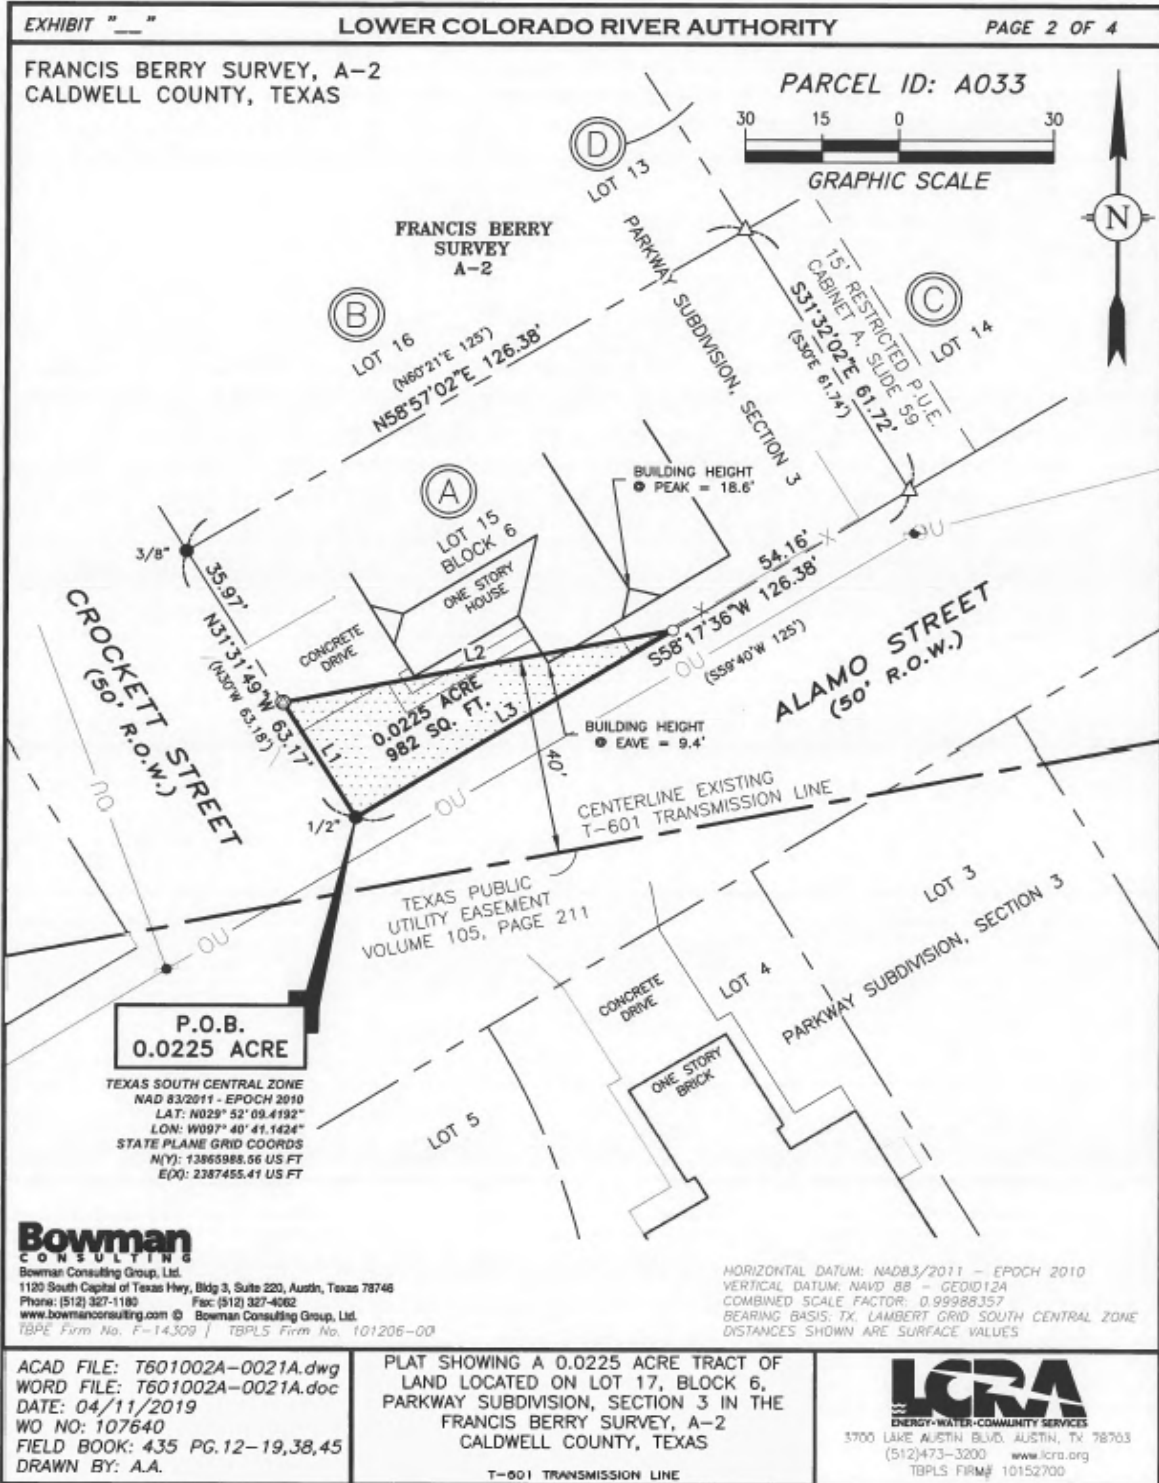 EXHIBIT "__"
LOWER COLORADO RIVER AUTHORITY
PAGE 2 OF 4
FRANCIS BERRY SURVEY, A-2
CALDWELL COUNTY, TEXAS
PARCEL ID: A033
30 15 0 30
GRAPHIC SCALE
N
D
LOT 13
FRANCIS BERRY
SURVEY
A-2
PARKWAY SUBDIVISION, SECTION 3
15' RESTRICTED P.U.E.
CABINET A, SLIDE 59
S31°32'02"E 61.72'
(S30'E 61.74')
C
LOT 14
B
LOT 16
(N60°21'E 125')
N58°57'02"E 126.38'
BUILDING HEIGHT
@ PEAK = 18.6'
A
LOT 15
BLOCK 6
ONE STORY
HOUSE
3/8"
35.97'
N31°31'49"W 63.17'
(N30'W 63.18')
CROCKETT STREET
(50' R.O.W.)
CONCRETE
DRIVE
L2
54.16'
S58°17'36"W 126.38'
(S59°40'W 125')
OU
OU
ALAMO STREET
(50' R.O.W.)
0.0225 ACRE
982 SQ. FT.
L3
L1
BUILDING HEIGHT
@ EAVE = 9.4'
40'
OU
OU
1/2"
CENTERLINE EXISTING
T-601 TRANSMISSION LINE
TEXAS PUBLIC
UTILITY EASEMENT
VOLUME 105, PAGE 211
OU
LOT 3
PARKWAY SUBDIVISION, SECTION 3
CONCRETE
DRIVE
LOT 4
P.O.B.
0.0225 ACRE
ONE STORY
BRICK
LOT 5
TEXAS SOUTH CENTRAL ZONE
NAD 83/2011 - EPOCH 2010
LAT: N029° 52' 09.4192"
LON: W097° 40' 41.1424"
STATE PLANE GRID COORDS
N(Y): 13865988.56 US FT
E(X): 2387455.41 US FT
Bowman
CONSULTING
Bowman Consulting Group, Ltd.
1120 South Capital of Texas Hwy, Bldg 3, Suite 220, Austin, Texas 78746
Phone: (512) 327-1180 Fax: (512) 327-4062
www.bowmanconsulting.com © Bowman Consulting Group, Ltd.
TBPE Firm No. F-14309 | TBPLS Firm No. 101206-00
HORIZONTAL DATUM: NAD83/2011 - EPOCH 2010
VERTICAL DATUM: NAVD 88 - GEOID12A
COMBINED SCALE FACTOR: 0.99988357
BEARING BASIS: TX. LAMBERT GRID SOUTH CENTRAL ZONE
DISTANCES SHOWN ARE SURFACE VALUES
ACAD FILE: T601002A-0021A.dwg
WORD FILE: T601002A-0021A.doc
DATE: 04/11/2019
WO NO: 107640
FIELD BOOK: 435 PG.12-19,38,45
DRAWN BY: A.A.
PLAT SHOWING A 0.0225 ACRE TRACT OF
LAND LOCATED ON LOT 17, BLOCK 6,
PARKWAY SUBDIVISION, SECTION 3 IN THE
FRANCIS BERRY SURVEY, A-2
CALDWELL COUNTY, TEXAS
T-601 TRANSMISSION LINE
LCRA
ENERGY•WATER•COMMUNITY SERVICES
3700 LAKE AUSTIN BLVD. AUSTIN, TX 78703
(512)473-3200 www.lcra.org
TBPLS FIRM# 10152700